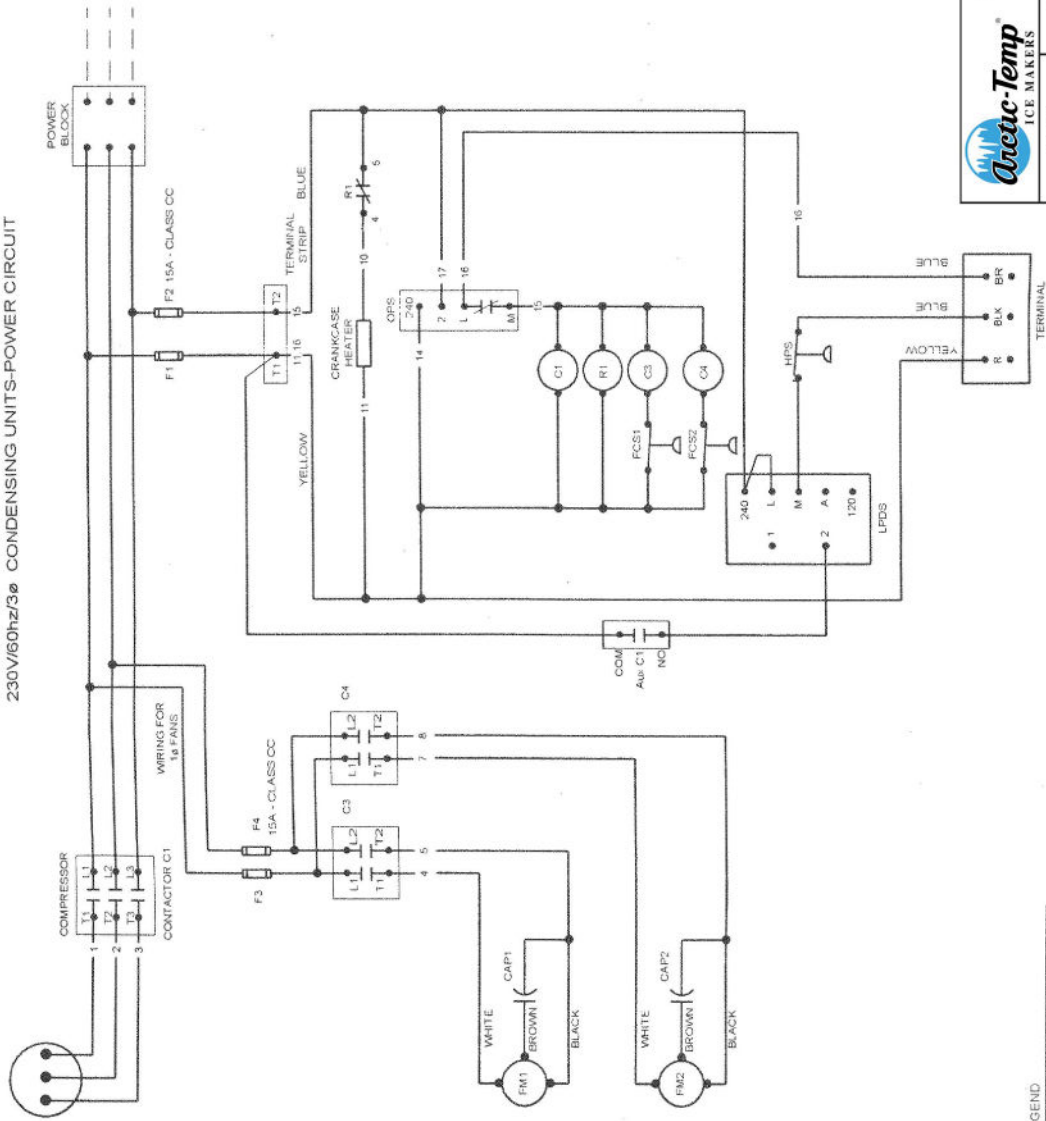 230V/60hz/3ø CONDENSING UNITS-POWER CIRCUIT
POWER
BLOCK
COMPRESSOR
T1 L1
T2 L2
T3 L3
CONTACTOR C1
1
2
3
WIRING FOR
1ø FANS
F1
F2 15A - CLASS CC
T1 T2
TERMINAL
STRIP
11,16
15
BLUE
YELLOW
CRANKCASE
HEATER
11
10
4
R1
5
OPS
240
2
L
M
14
17
16
15
C1
R1
C3
C4
FCS1
FCS2
HPS
16
240
L
M
A
120
1
2
LPDS
COM
Aux C1
NO
YELLOW
BLUE
BLUE
R
BLK
BR
TERMINAL
F3
F4
15A - CLASS CC
C3
L1 L2
T1 T2
4
5
C4
L1 L2
T1 T2
7
8
WHITE
BROWN
CAP1
BLACK
FM1
WHITE
BROWN
CAP2
BLACK
FM2
GEND
Arctic-Temp®
ICE MAKERS